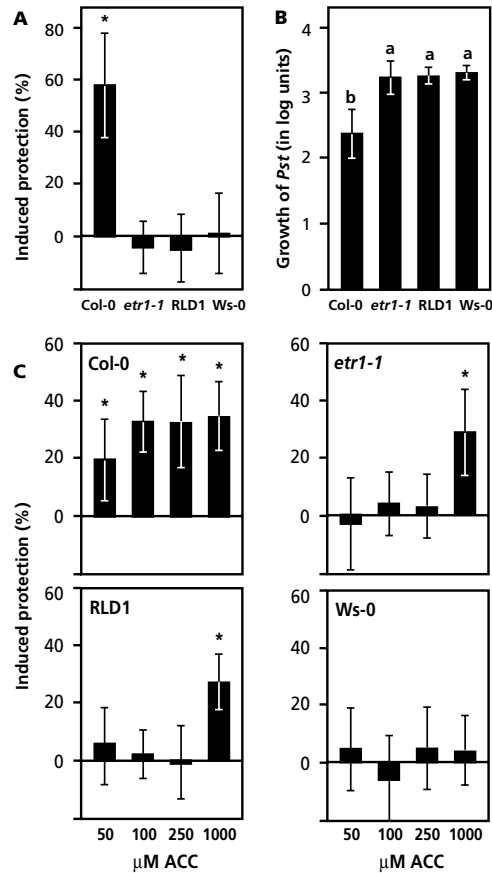 A
Induced protection (%)
80
60
40
20
0
*
Col-0 etr1-1 RLD1 Ws-0
B
Growth of Pst (in log units)
4
3
2
1
0
b a a a
Col-0 etr1-1 RLD1 Ws-0
C
Induced protection (%)
60
40
20
0
Col-0
* * * *
60
40
20
0
etr1-1
*
60
40
20
0
RLD1
*
50 100 250 1000
µM ACC
60
40
20
0
Ws-0
50 100 250 1000
µM ACC